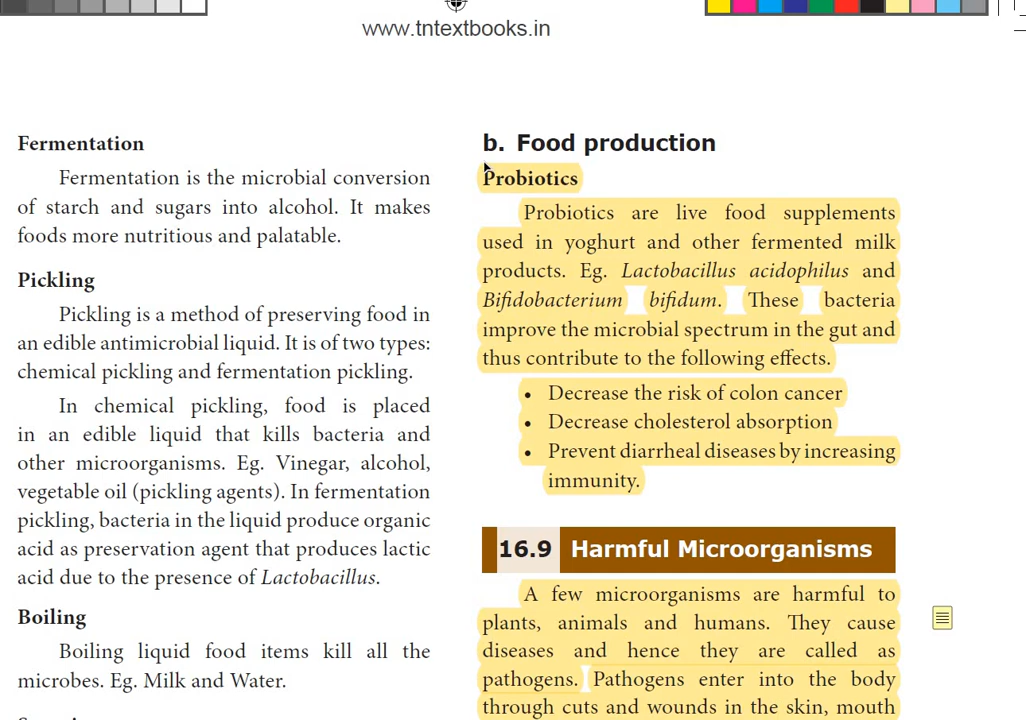 www.tntextbooks.in
Fermentation
Fermentation is the microbial conversion
of starch and sugars into alcohol. It makes
foods more nutritious and palatable.
Pickling
Pickling is a method of preserving food in
an edible antimicrobial liquid. It is of two types:
chemical pickling and fermentation pickling.
In chemical pickling, food is placed
in an edible liquid that kills bacteria and
other microorganisms. Eg. Vinegar, alcohol,
vegetable oil (pickling agents). In fermentation
pickling, bacteria in the liquid produce organic
acid as preservation agent that produces lactic
acid due to the presence of Lactobacillus.
Boiling
Boiling liquid food items kill all the
microbes. Eg. Milk and Water.
b. Food production
Probiotics
Probiotics are live food supplements
used in yoghurt and other fermented milk
products. Eg. Lactobacillus acidophilus and
Bifidobacterium bifidum. These bacteria
improve the microbial spectrum in the gut and
thus contribute to the following effects.
• Decrease the risk of colon cancer
• Decrease cholesterol absorption
• Prevent diarrheal diseases by increasing
immunity.
16.9 Harmful Microorganisms
A few microorganisms are harmful to
plants, animals and humans. They cause
diseases and hence they are called as
pathogens. Pathogens enter into the body
through cuts and wounds in the skin, mouth